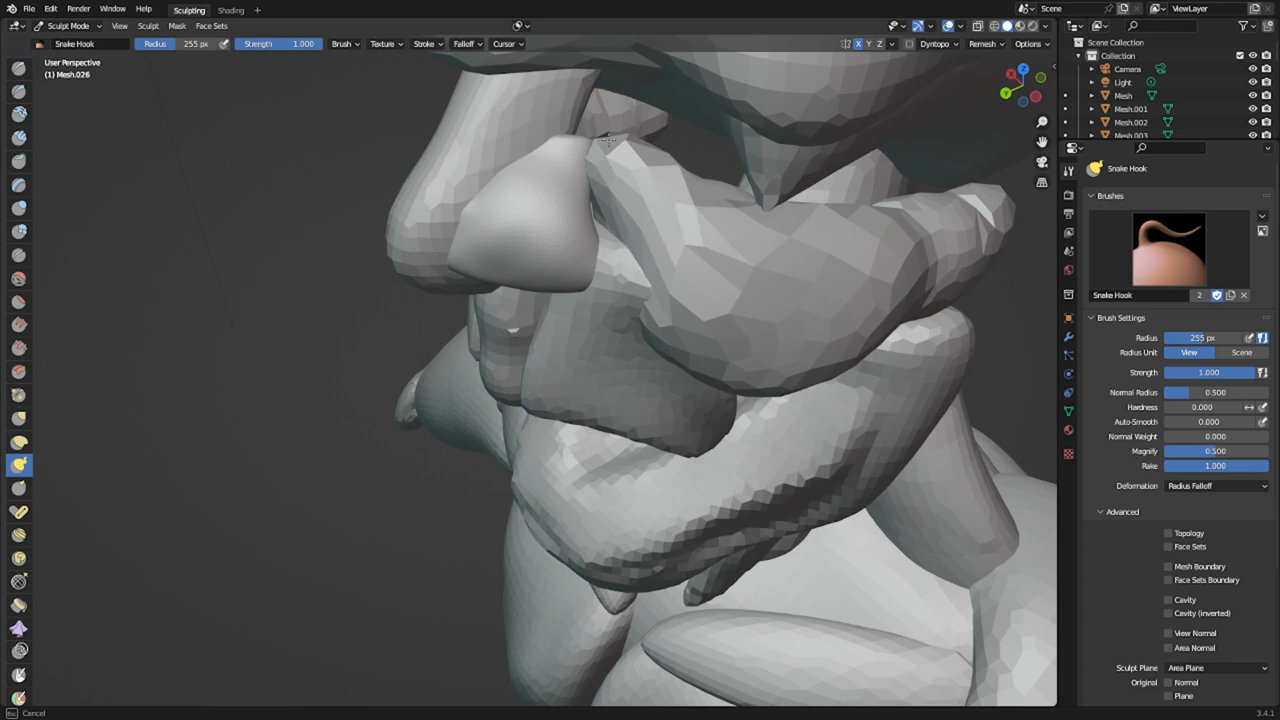 File Edit Render Window Help Sculpting Shading Scene ViewLayer
Sculpt Mode View Sculpt Mask Face Sets
Snake Hook Radius 255 px Strength 1.000 Brush Texture Stroke Falloff Cursor X Y Z Dyntopo Remesh Options
User Perspective
(1) Mesh.026
Z
Y
Scene Collection
Collection
Camera
Light
Mesh
Mesh.001
Mesh.002
Mesh.003
Snake Hook
Brushes
Snake Hook 2
Brush Settings
Radius 255 px
Radius Unit View Scene
Strength 1.000
Normal Radius 0.500
Hardness 0.000
Auto-Smooth 0.000
Normal Weight 0.000
Magnify 0.500
Rake 1.000
Deformation Radius Falloff
Advanced
Topology
Face Sets
Mesh Boundary
Face Sets Boundary
Cavity
Cavity (inverted)
View Normal
Area Normal
Sculpt Plane Area Plane
Original Normal
Plane
Cancel 3.4.1